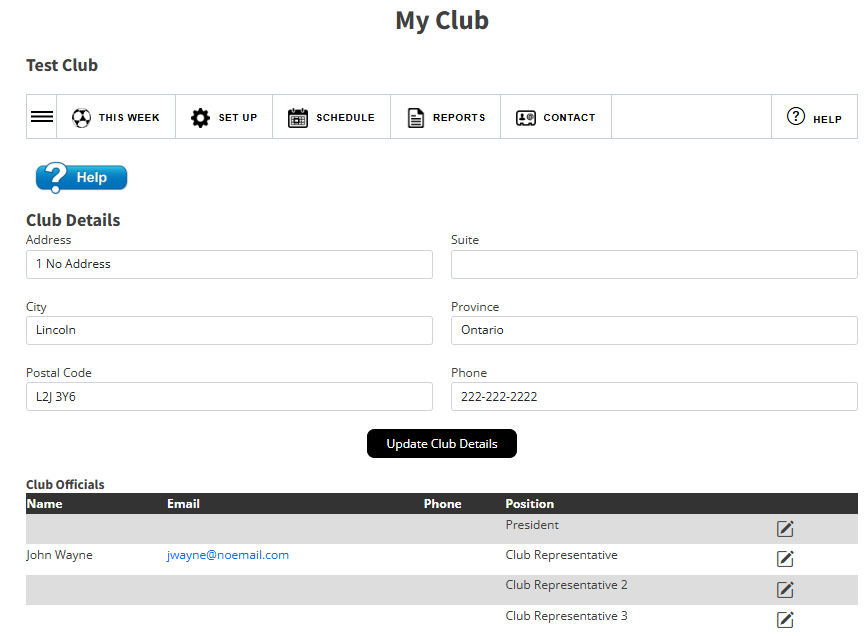 My Club
Test Club
THIS WEEK SET UP SCHEDULE REPORTS CONTACT ? HELP
? Help
Club Details
Address Suite
1 No Address
City Province
Lincoln Ontario
Postal Code Phone
L2J 3Y6 222-222-2222
Update Club Details
Club Officials
Name Email Phone Position
President
John Wayne jwayne@noemail.com Club Representative
Club Representative 2
Club Representative 3